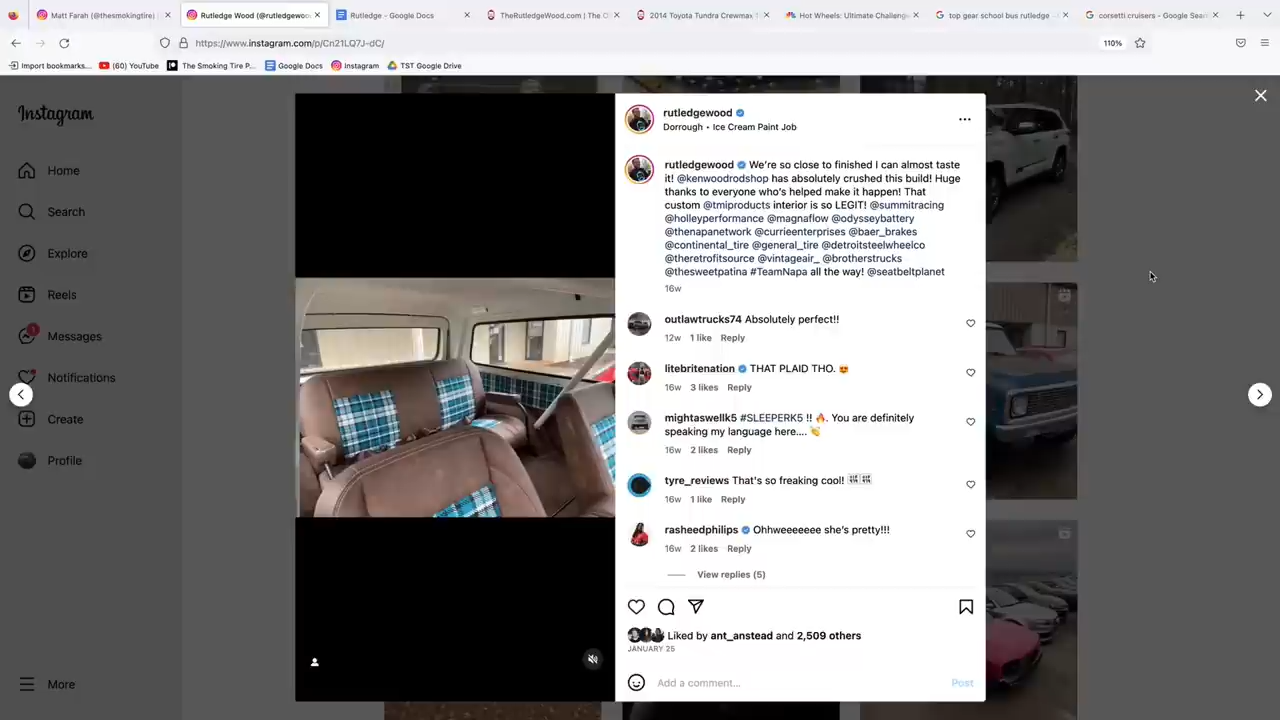 Matt Farah (@thesmokingtire) |
Rutledge Wood (@rutledgewoo
Rutledge - Google Docs
TheRutledgeWood.com | The O
2014 Toyota Tundra Crewmax
Hot Wheels: Ultimate Challeng
top gear school bus rutledge -
corsetti cruisers - Google Sear
https://www.instagram.com/p/Cn21LQ7J-dC/
110%
Import bookmarks...
(60) YouTube
The Smoking Tire P...
Google Docs
Instagram
TST Google Drive
Instagram
Home
Search
Explore
Reels
1
Messages
Notifications
Create
Profile
More
rutledgewood
Dorrough • Ice Cream Paint Job
rutledgewood We're so close to finished I can almost taste
it! @kenwoodrodshop has absolutely crushed this build! Huge
thanks to everyone who's helped make it happen! That
custom @tmiproducts interior is so LEGIT! @summitracing
@holleyperformance @magnaflow @odysseybattery
@thenapanetwork @currieenterprises @baer_brakes
@continental_tire @general_tire @detroitsteelwheelco
@theretrofitsource @vintageair_ @brotherstrucks
@thesweetpatina #TeamNapa all the way! @seatbeltplanet
16w
outlawtrucks74 Absolutely perfect!!
12w 1 like Reply
litebritenation THAT PLAID THO. 😍
16w 3 likes Reply
mightaswellk5 #SLEEPERK5 !! 🔥. You are definitely
speaking my language here.... 👏
16w 2 likes Reply
tyre_reviews That's so freaking cool!
16w 1 like Reply
rasheedphilips Ohhweeeeeee she's pretty!!!
16w 2 likes Reply
View replies (5)
Liked by ant_anstead and 2,509 others
JANUARY 25
Add a comment...
Post